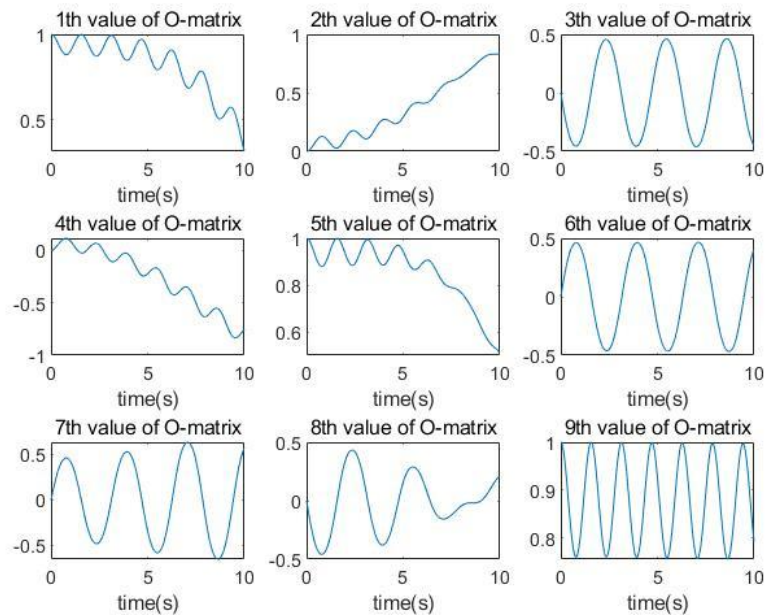 1th value of O-matrix
2th value of O-matrix
3th value of O-matrix
1
0.5
0 5 10
time(s)
1
0.5
0
0 5 10
time(s)
0.5
0
-0.5
0 5 10
time(s)
4th value of O-matrix
5th value of O-matrix
6th value of O-matrix
0
-0.5
-1
0 5 10
time(s)
1
0.8
0.6
0 5 10
time(s)
0.5
0
-0.5
0 5 10
time(s)
7th value of O-matrix
8th value of O-matrix
9th value of O-matrix
0.5
0
-0.5
0 5 10
time(s)
0.5
0
-0.5
0 5 10
time(s)
1
0.9
0.8
0 5 10
time(s)